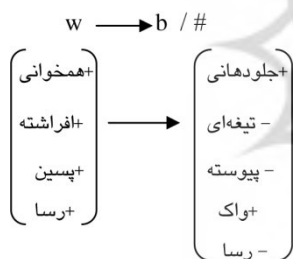 w → b / #
+همخوانی
+افراشته
+پسین
+رسا
→
+جلودهانی
– تیغه‌ای
– پیوسته
+واک
– رسا